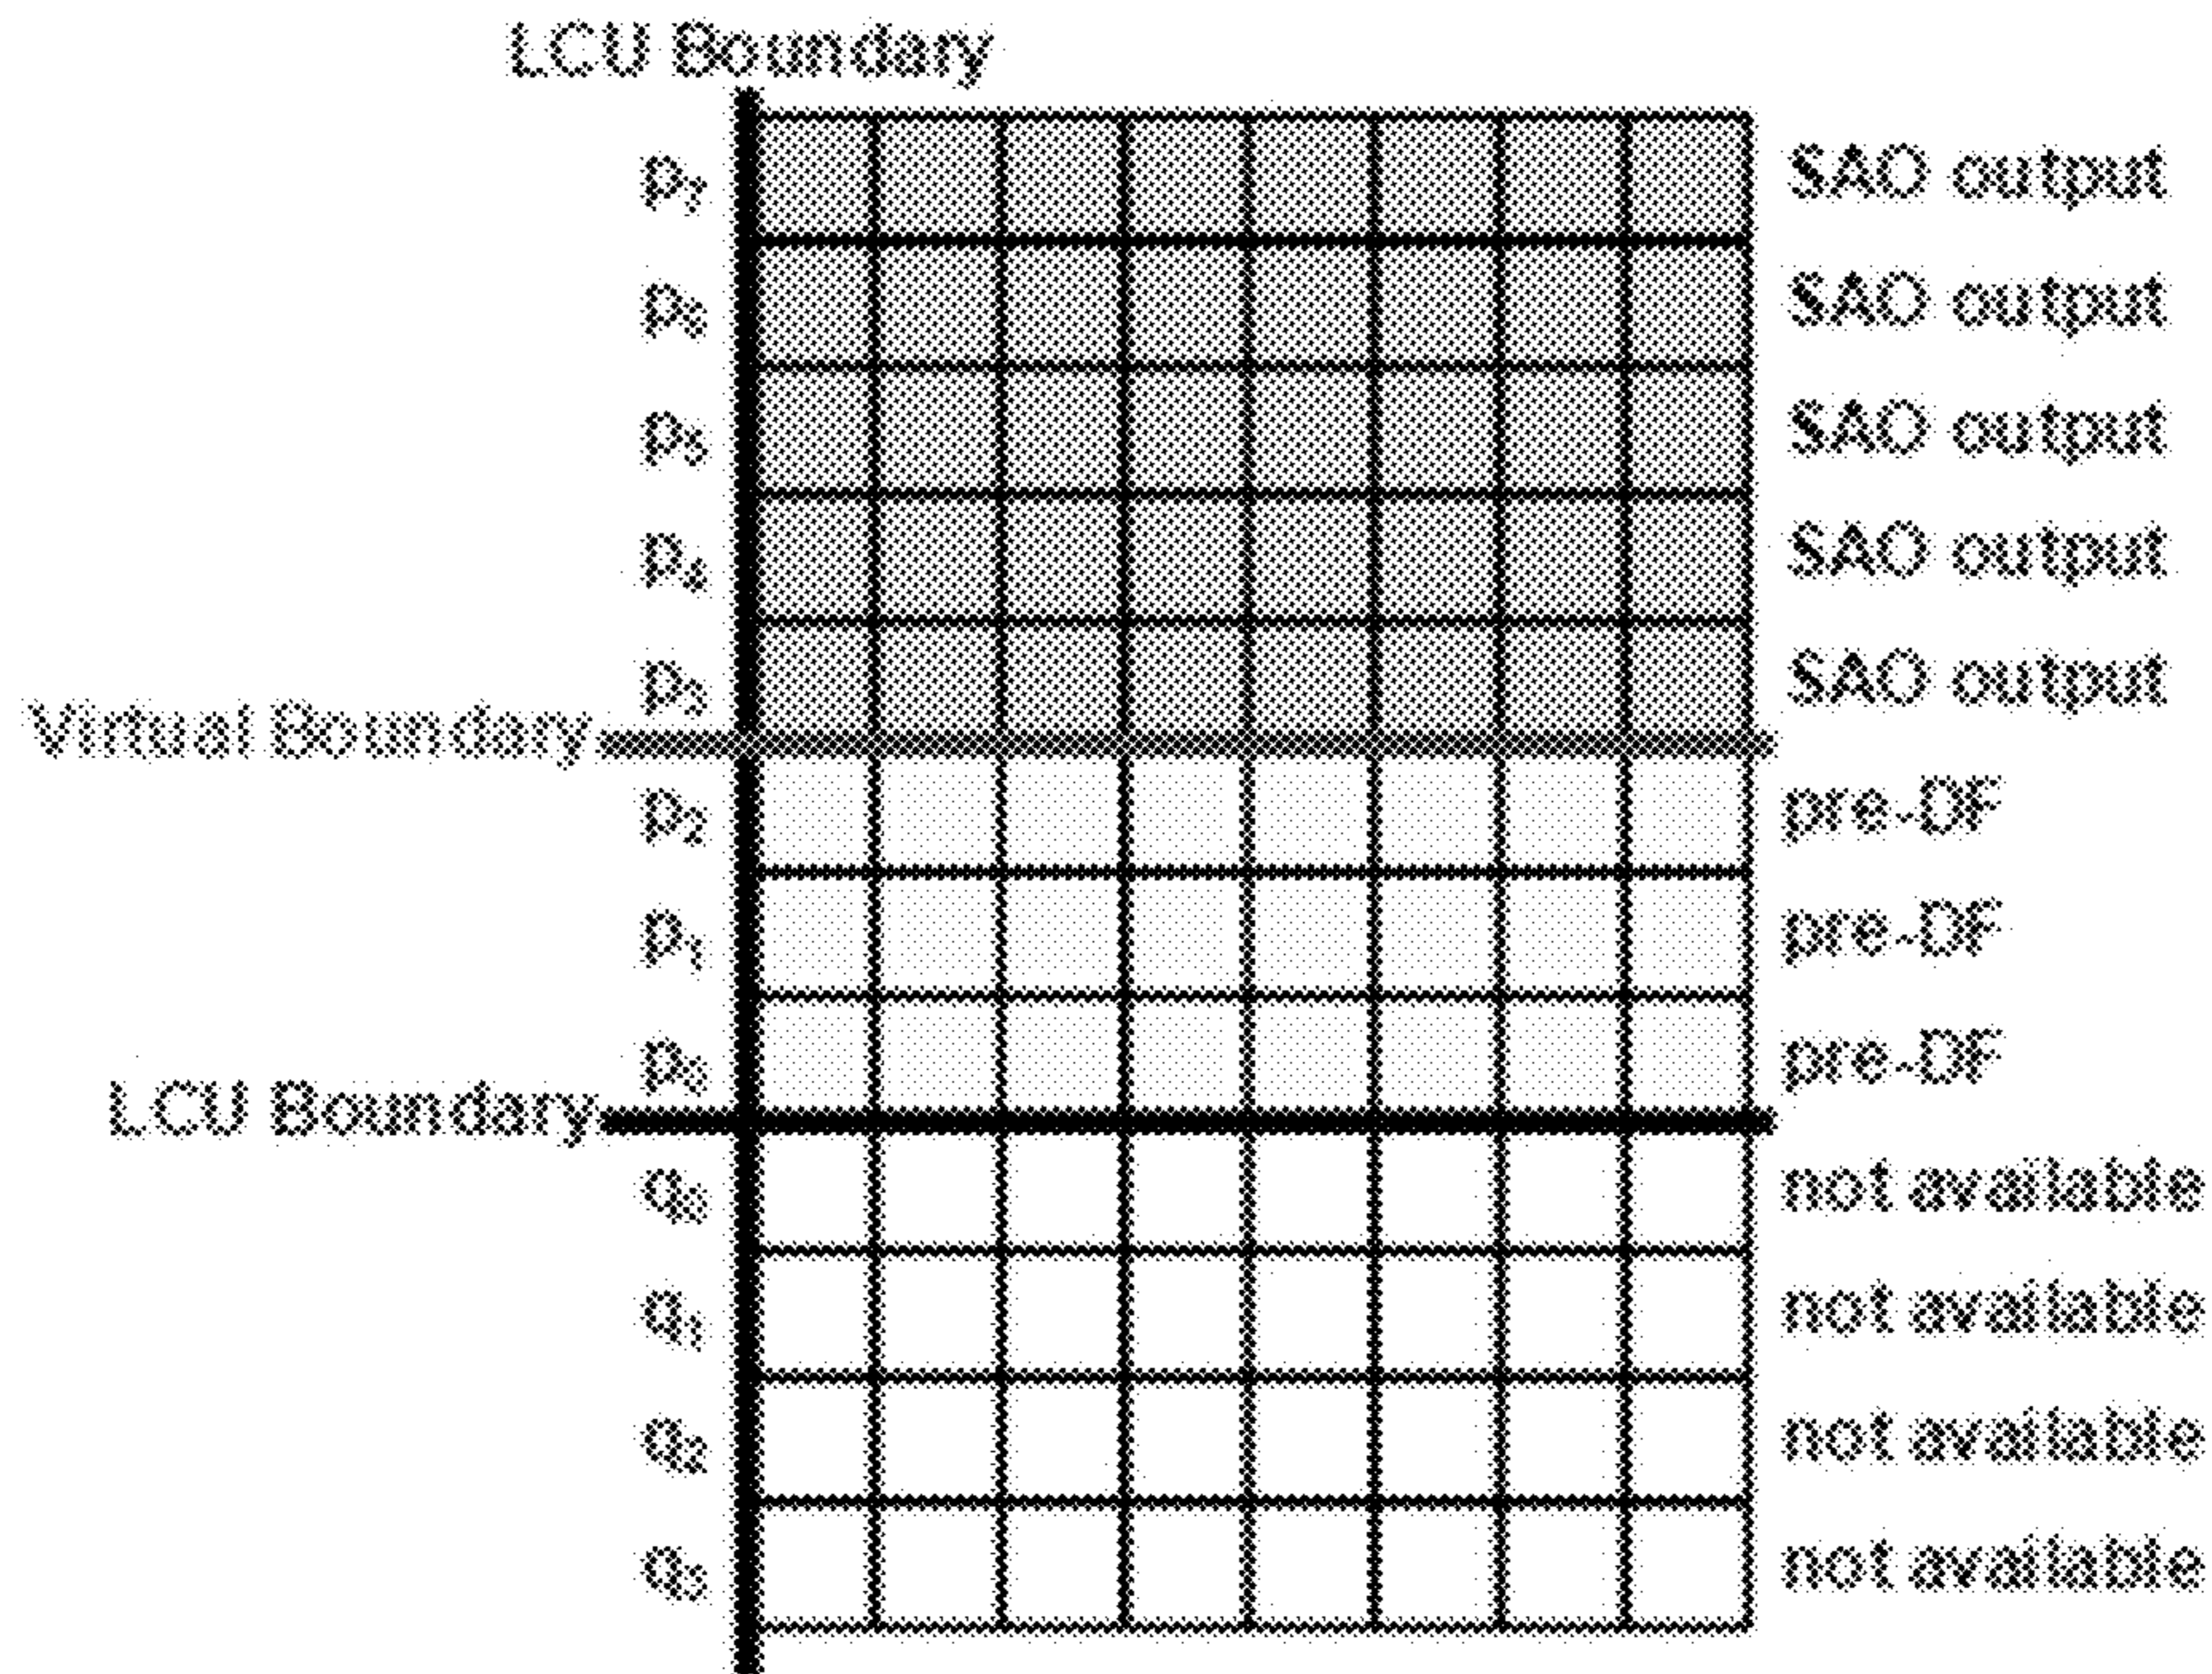 LCU Boundary
p₇ SAO output
p₆ SAO output
p₅ SAO output
p₄ SAO output
p₃ SAO output
Virtual Boundary
p₂ pre-DF
p₁ pre-DF
p₀ pre-DF
LCU Boundary
q₀ not available
q₁ not available
q₂ not available
q₃ not available